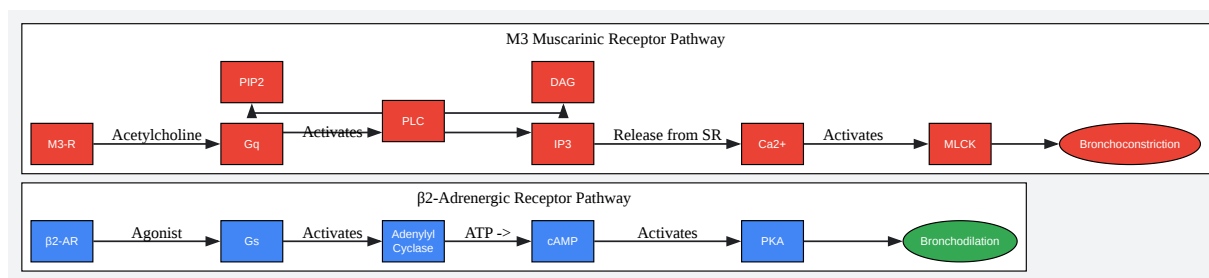 M3 Muscarinic Receptor Pathway
PIP2
DAG
PLC
M3-R
Acetylcholine
Gq
Activates
IP3
Release from SR
Ca2+
Activates
MLCK
Bronchoconstriction
β2-Adrenergic Receptor Pathway
β2-AR
Agonist
Gs
Activates
Adenylyl
Cyclase
ATP ->
cAMP
Activates
PKA
Bronchodilation